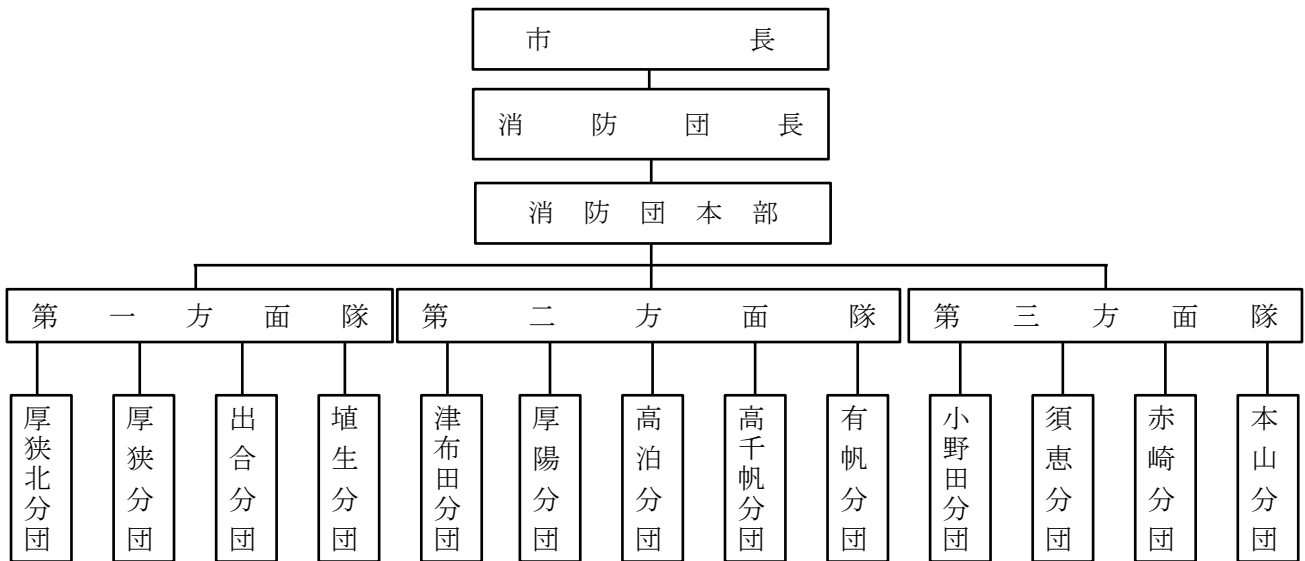 市長
消防団長
消防団本部
第一方面隊
第二方面隊
第三方面隊
厚狭北分団
厚狭分団
出合分団
埴生分団
津布田分団
厚陽分団
高泊分団
高千帆分団
有帆分団
小野田分団
須恵分団
赤崎分団
本山分団